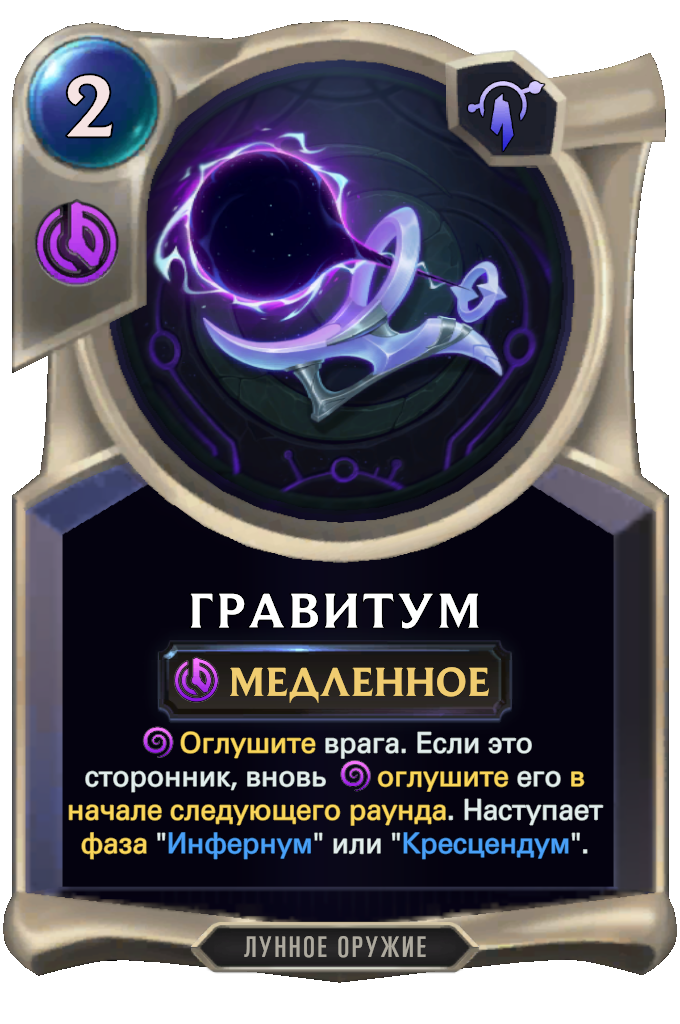 2
ГРАВИТУМ
МЕДЛЕННОЕ
Оглушите врага. Если это
сторонник, вновь оглушите его в
начале следующего раунда. Наступает
фаза "Инфернум" или "Кресцендум".
ЛУННОЕ ОРУЖИЕ